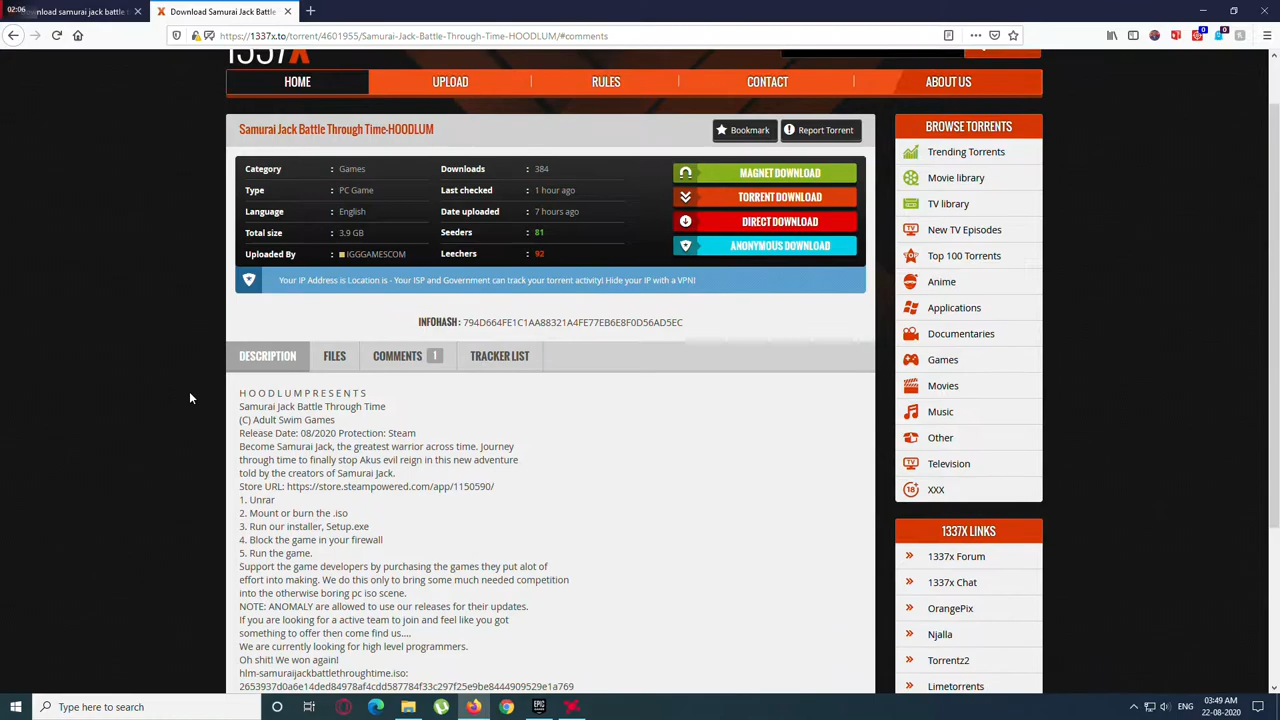 02:06
ownload samurai jack battle t
Download Samurai Jack Battle
https://1337x.to/torrent/4601955/Samurai-Jack-Battle-Through-Time-HOODLUM/#comments
0
0
1337X
HOME
UPLOAD
RULES
CONTACT
ABOUT US
Samurai Jack Battle Through Time-HOODLUM
Bookmark
Report Torrent
Category : Games
Downloads : 384
MAGNET DOWNLOAD
Type : PC Game
Last checked : 1 hour ago
TORRENT DOWNLOAD
Language : English
Date uploaded : 7 hours ago
DIRECT DOWNLOAD
Total size : 3.9 GB
Seeders : 81
ANONYMOUS DOWNLOAD
Uploaded By : IGGGAMESCOM
Leechers : 92
Your IP Address is Location is - Your ISP and Government can track your torrent activity! Hide your IP with a VPN!
INFOHASH : 794D664FE1C1AA88321A4FE77EB6E8F0D56AD5EC
DESCRIPTION
FILES
COMMENTS 1
TRACKER LIST
H O O D L U M P R E S E N T S
Samurai Jack Battle Through Time
(C) Adult Swim Games
Release Date: 08/2020 Protection: Steam
Become Samurai Jack, the greatest warrior across time. Journey
through time to finally stop Akus evil reign in this new adventure
told by the creators of Samurai Jack.
Store URL: https://store.steampowered.com/app/1150590/
1. Unrar
2. Mount or burn the .iso
3. Run our installer, Setup.exe
4. Block the game in your firewall
5. Run the game.
Support the game developers by purchasing the games they put alot of
effort into making. We do this only to bring some much needed competition
into the otherwise boring pc iso scene.
NOTE: ANOMALY are allowed to use our releases for their updates.
If you are looking for a active team to join and feel like you got
something to offer then come find us....
We are currently looking for high level programmers.
Oh shit! We won again!
hlm-samuraijackbattlethroughtime.iso:
2653937d0a6e14ded84978af4cdd587784f33c297f25e9be8444909529e1a769
BROWSE TORRENTS
Trending Torrents
Movie library
TV library
New TV Episodes
Top 100 Torrents
Anime
Applications
Documentaries
Games
Movies
Music
Other
Television
18 XXX
1337X LINKS
1337x Forum
1337x Chat
OrangePix
Njalla
Torrentz2
Limetorrents
Type here to search
EPIC
ENG
03:49 AM
22-08-2020